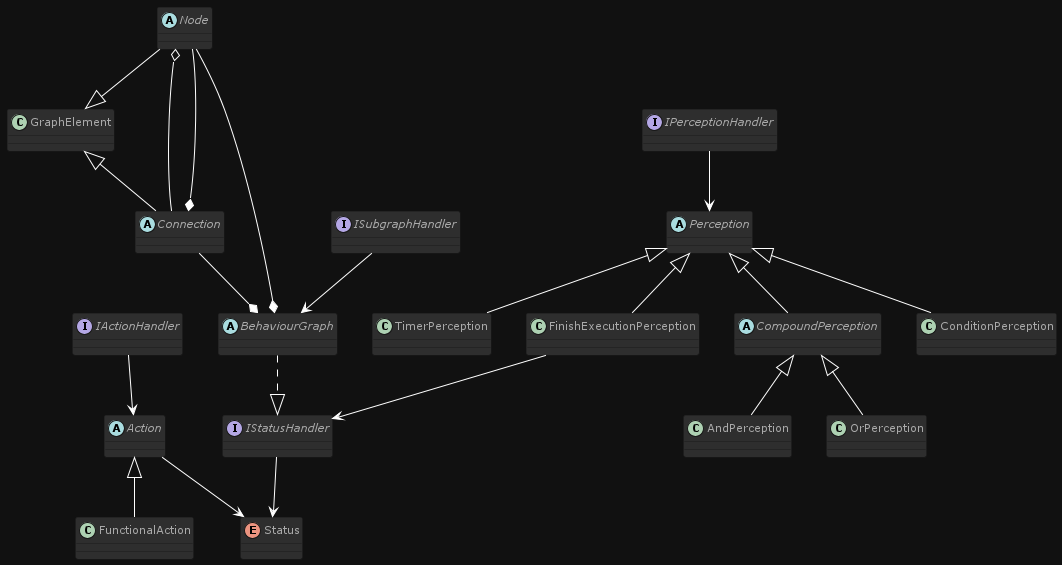 A Node
C GraphElement
I IPerceptionHandler
A Connection
I ISubgraphHandler
A Perception
I IActionHandler
A BehaviourGraph
C TimerPerception
C FinishExecutionPerception
A CompoundPerception
C ConditionPerception
A Action
I IStatusHandler
C AndPerception
C OrPerception
C FunctionalAction
E Status